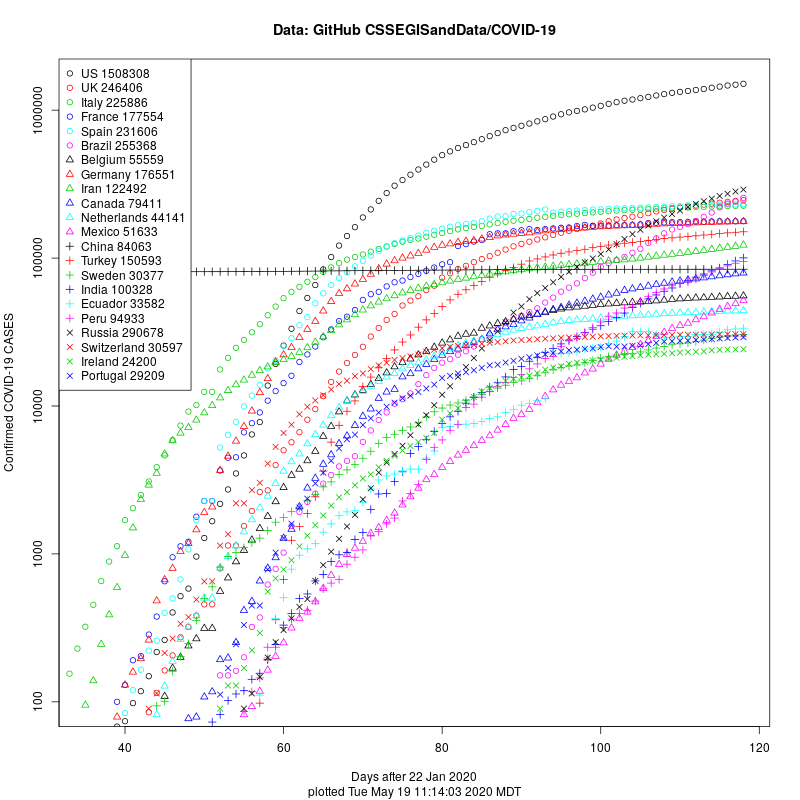 Data: GitHub CSSEGISandData/COVID-19
US 1508308
UK 246406
Italy 225886
France 177554
Spain 231606
Brazil 255368
Belgium 55559
Germany 176551
Iran 122492
Canada 79411
Netherlands 44141
Mexico 51633
China 84063
Turkey 150593
Sweden 30377
India 100328
Ecuador 33582
Peru 94933
Russia 290678
Switzerland 30597
Ireland 24200
Portugal 29209
Confirmed COVID-19 CASES
1000000
100000
10000
1000
100
40 60 80 100 120
Days after 22 Jan 2020
plotted Tue May 19 11:14:03 2020 MDT